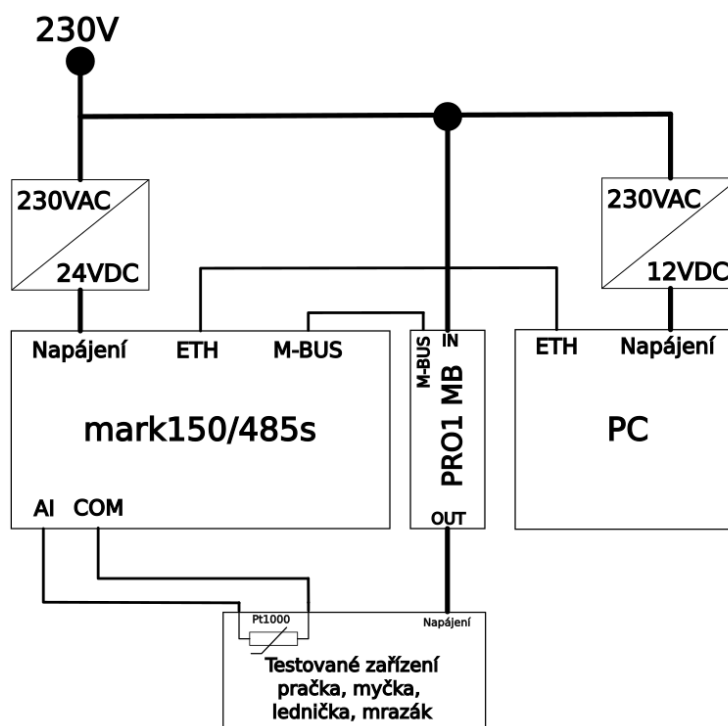 230V
230VAC
24VDC
230VAC
12VDC
Napájení
ETH
M-BUS
mark150/485s
AI
COM
M-BUS
IN
PRO1 MB
OUT
ETH
Napájení
PC
Pt1000
Napájení
Testované zařízení
pračka, myčka,
lednička, mrazák